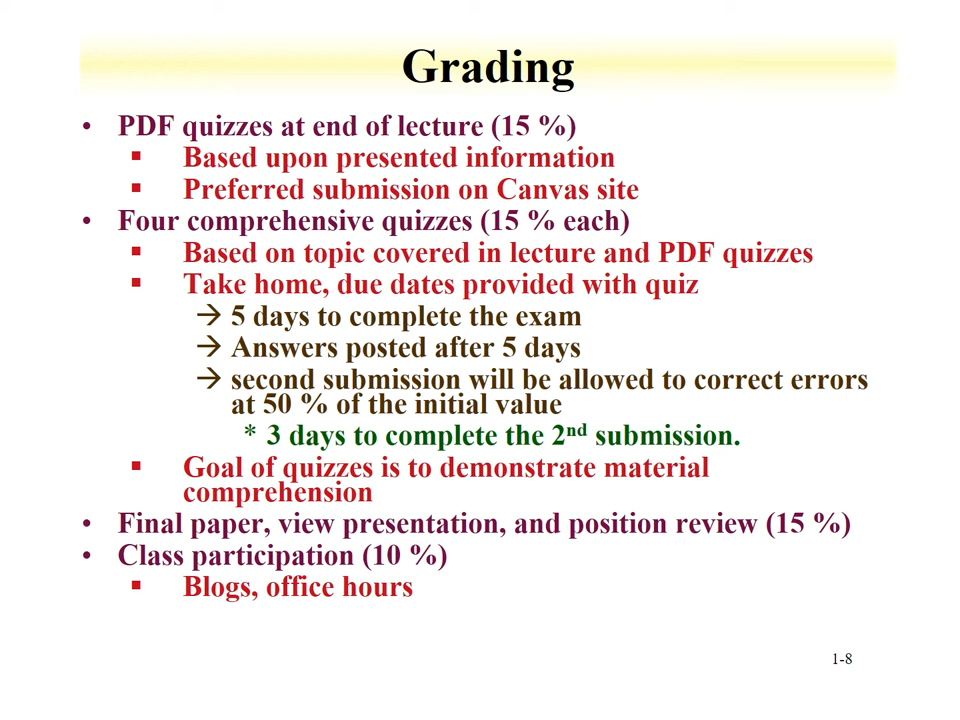 Grading
• PDF quizzes at end of lecture (15 %)
▪ Based upon presented information
▪ Preferred submission on Canvas site
• Four comprehensive quizzes (15 % each)
▪ Based on topic covered in lecture and PDF quizzes
▪ Take home, due dates provided with quiz
→ 5 days to complete the exam
→ Answers posted after 5 days
→ second submission will be allowed to correct errors
at 50 % of the initial value
* 3 days to complete the 2nd submission.
▪ Goal of quizzes is to demonstrate material
comprehension
• Final paper, view presentation, and position review (15 %)
• Class participation (10 %)
▪ Blogs, office hours
1-8